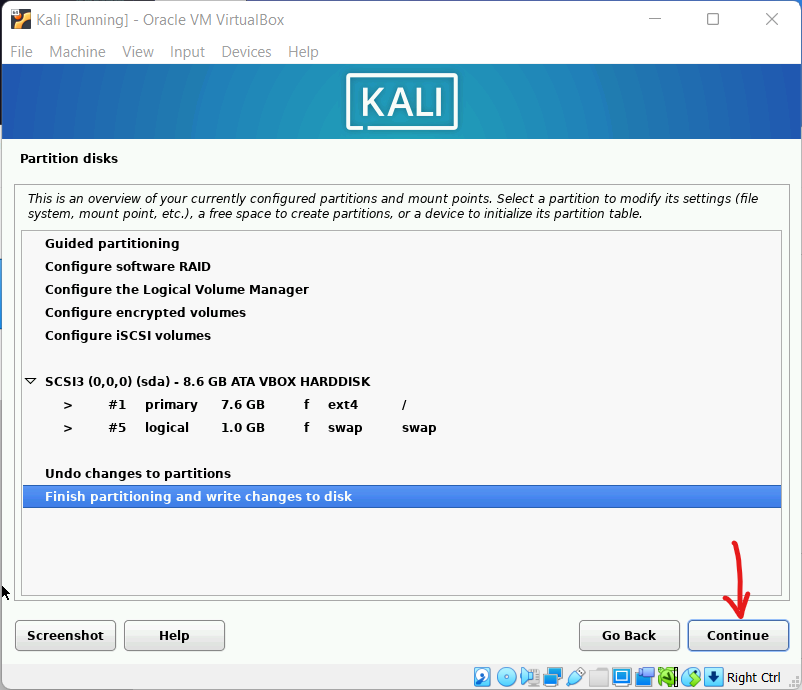 Kali [Running] - Oracle VM VirtualBox
File Machine View Input Devices Help
KALI
Partition disks
This is an overview of your currently configured partitions and mount points. Select a partition to modify its settings (file
system, mount point, etc.), a free space to create partitions, or a device to initialize its partition table.
Guided partitioning
Configure software RAID
Configure the Logical Volume Manager
Configure encrypted volumes
Configure iSCSI volumes
SCSI3 (0,0,0) (sda) - 8.6 GB ATA VBOX HARDDISK
> #1 primary 7.6 GB f ext4 /
> #5 logical 1.0 GB f swap swap
Undo changes to partitions
Finish partitioning and write changes to disk
Screenshot Help Go Back Continue
Right Ctrl